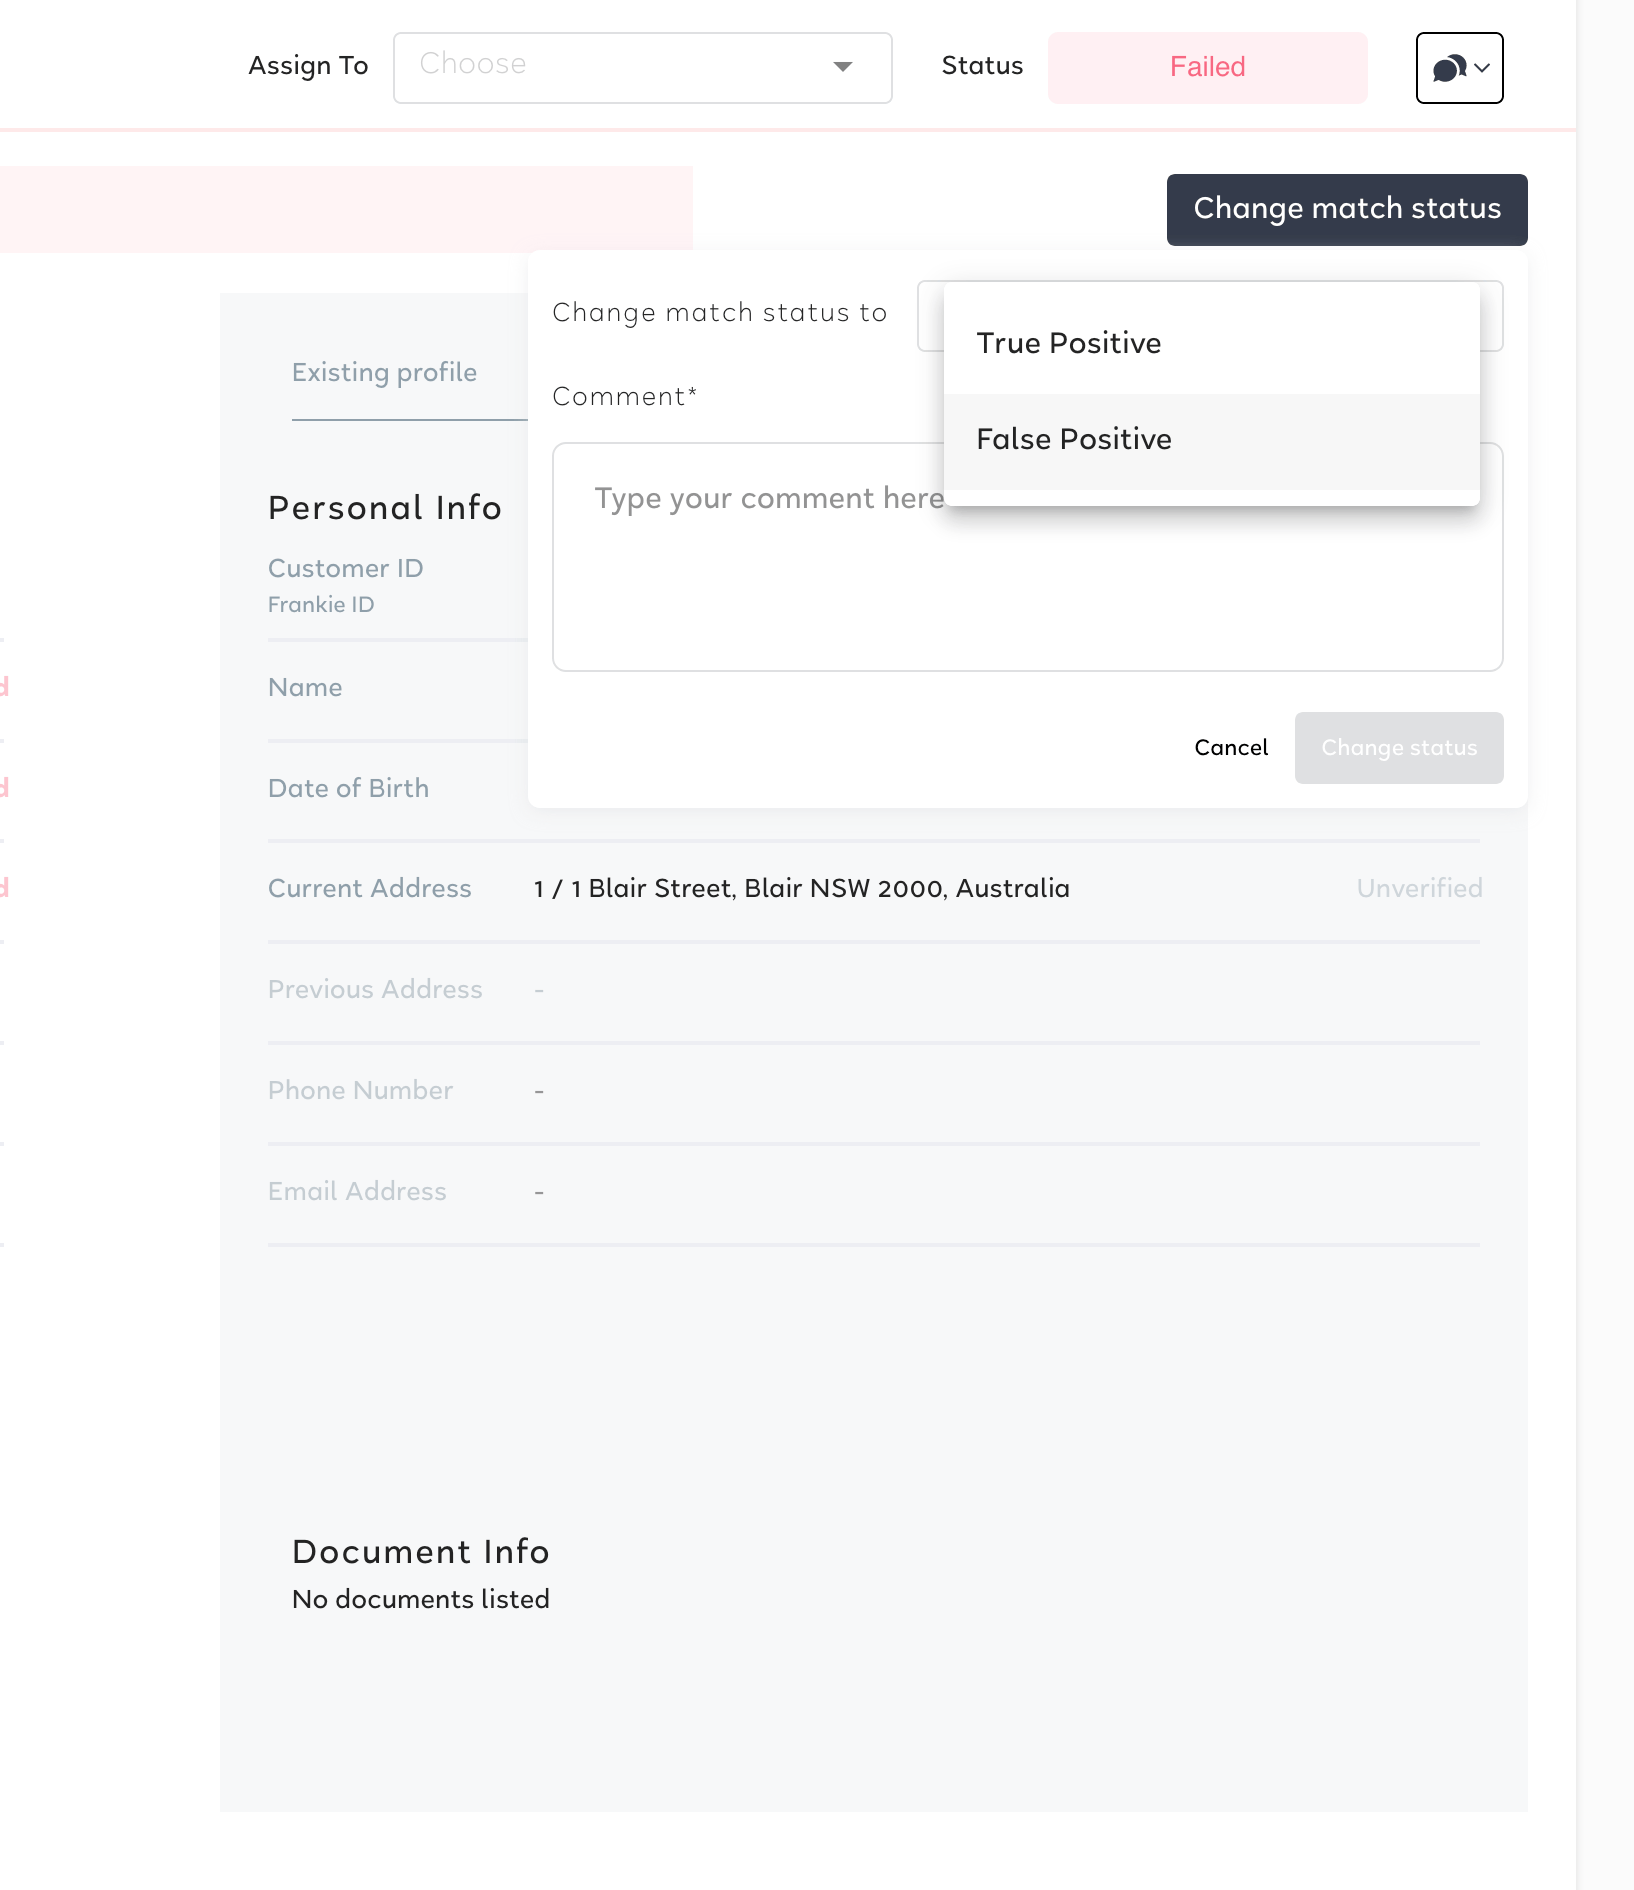 Assign To
Choose
Status
Failed
Change match status
Change match status to
True Positive
False Positive
Comment*
Type your comment here
Cancel
Change status
Existing profile
Personal Info
Customer ID
Frankie ID
Name
Date of Birth
Current Address
1 / 1 Blair Street, Blair NSW 2000, Australia
Unverified
Previous Address
-
Phone Number
-
Email Address
-
Document Info
No documents listed